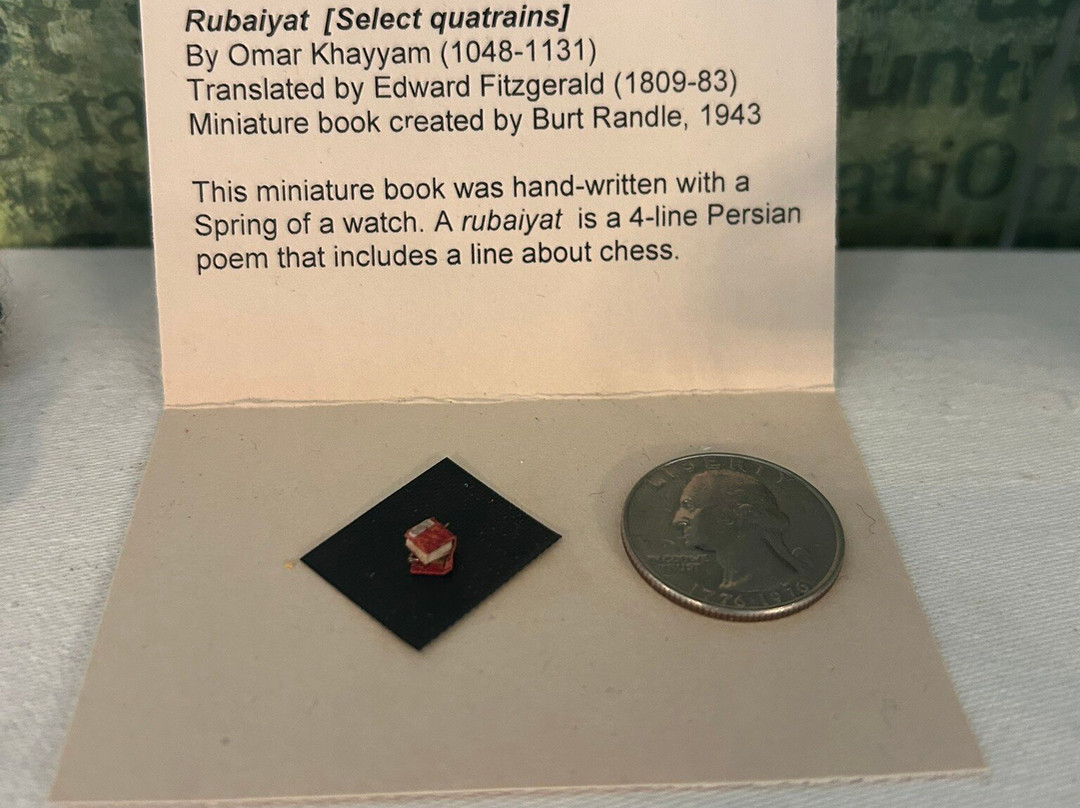 Rubaiyat [Select quatrains]
By Omar Khayyam (1048-1131)
Translated by Edward Fitzgerald (1809-83)
Miniature book created by Burt Randle, 1943
This miniature book was hand-written with a
Spring of a watch. A rubaiyat is a 4-line Persian
poem that includes a line about chess.
LIBERTY
TRUST
1776-1976